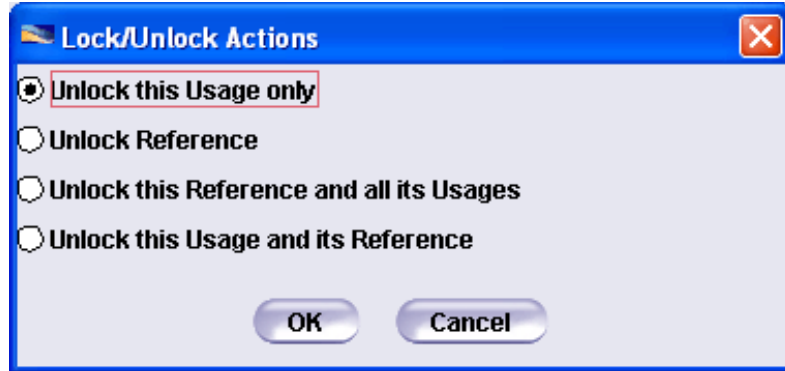 Lock/Unlock Actions
Unlock this Usage only
Unlock Reference
Unlock this Reference and all its Usages
Unlock this Usage and its Reference
OK Cancel